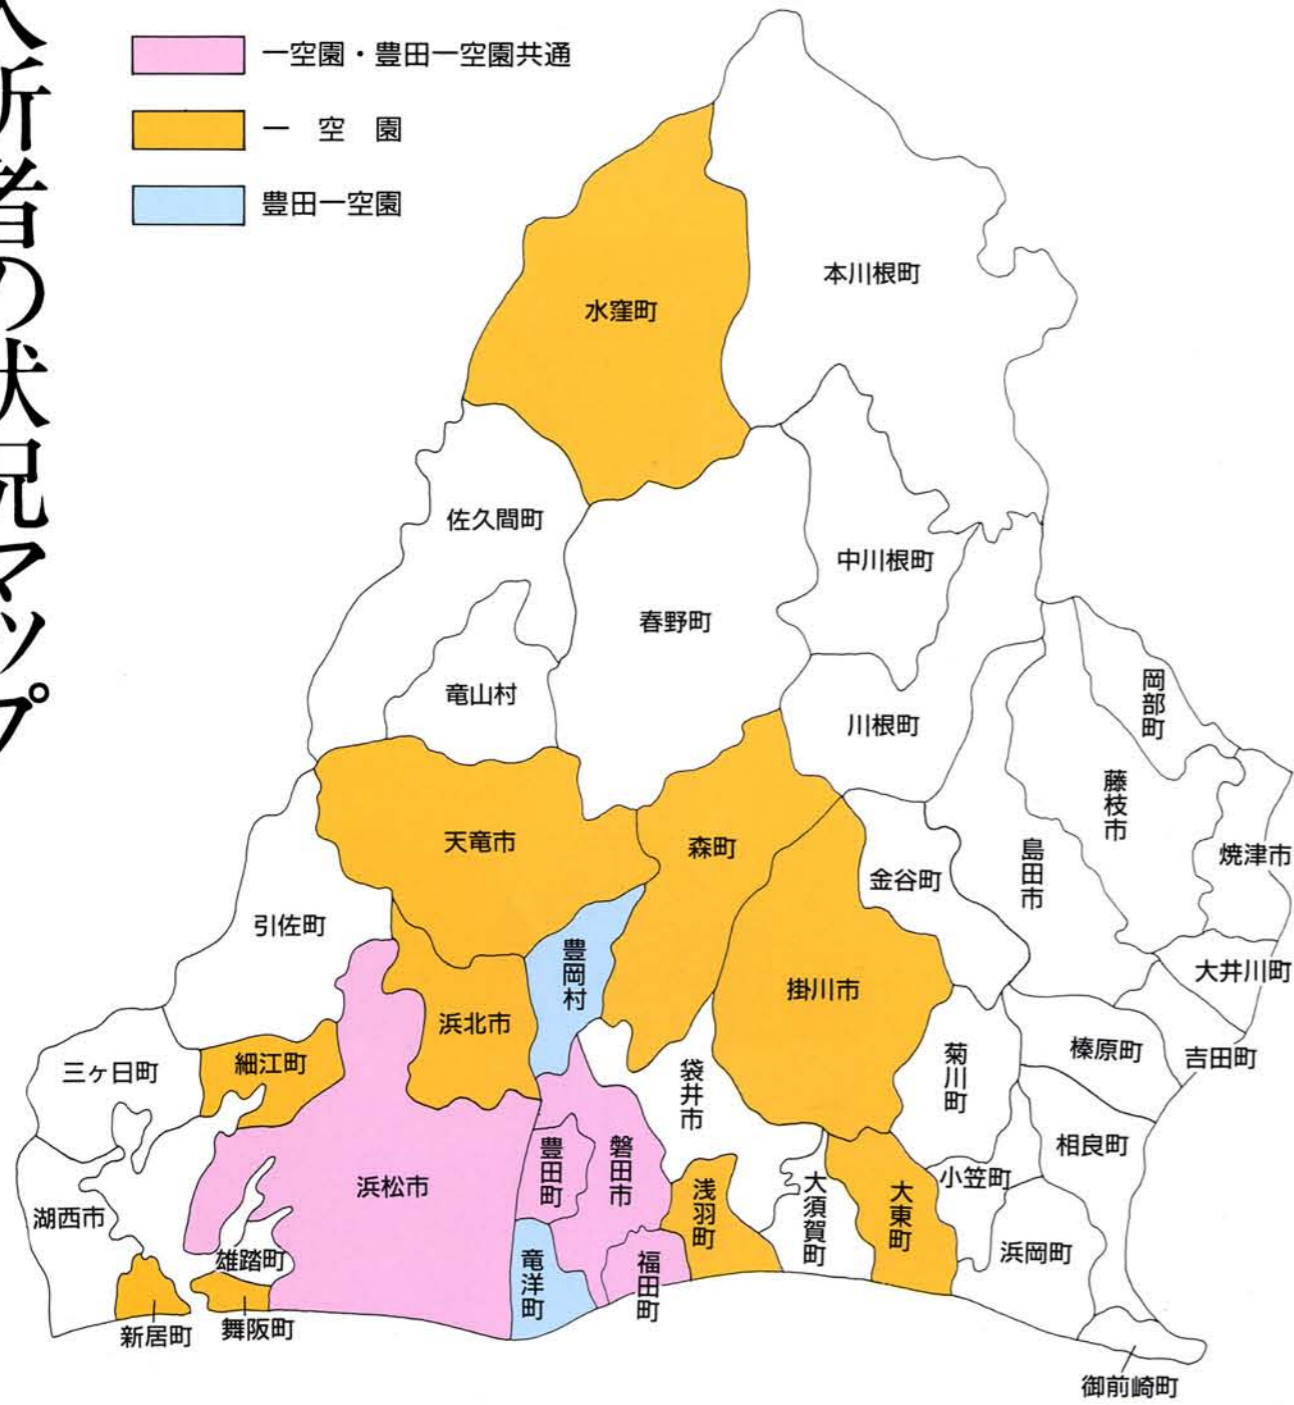 入所者の状況マップ
一空園・豊田一空園共通
一空園
豊田一空園
本川根町
水窪町
佐久間町
中川根町
春野町
竜山村
川根町
岡部町
藤枝市
天竜市
森町
焼津市
金谷町
島田市
引佐町
豊岡村
大井川町
掛川市
浜北市
榛原町
吉田町
三ヶ日町
細江町
菊川町
袋井市
相良町
豊田町
磐田市
小笠町
浜松市
浅羽町
大須賀町
大東町
湖西市
雄踏町
浜岡町
竜洋町
福田町
新居町
舞阪町
御前崎町